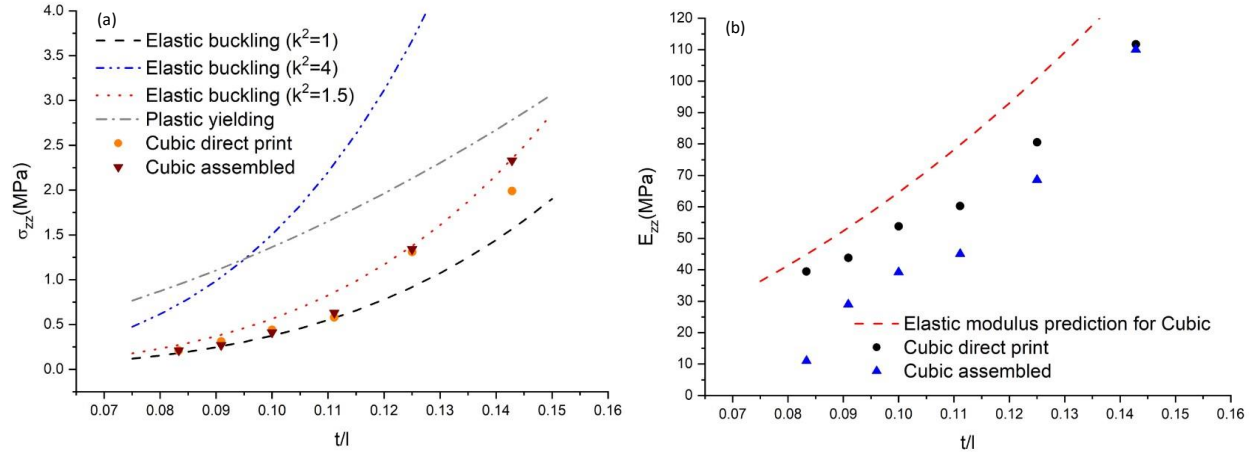 (a)
Elastic buckling (k²=1)
Elastic buckling (k²=4)
Elastic buckling (k²=1.5)
Plastic yielding
Cubic direct print
Cubic assembled
4.0
3.5
3.0
2.5
2.0
1.5
1.0
0.5
0.0
σzz(MPa)
0.07 0.08 0.09 0.10 0.11 0.12 0.13 0.14 0.15 0.16
t/l
(b)
120
110
100
90
80
70
60
50
40
30
20
10
0
Ezz(MPa)
Elastic modulus prediction for Cubic
Cubic direct print
Cubic assembled
0.07 0.08 0.09 0.10 0.11 0.12 0.13 0.14 0.15 0.16
t/l